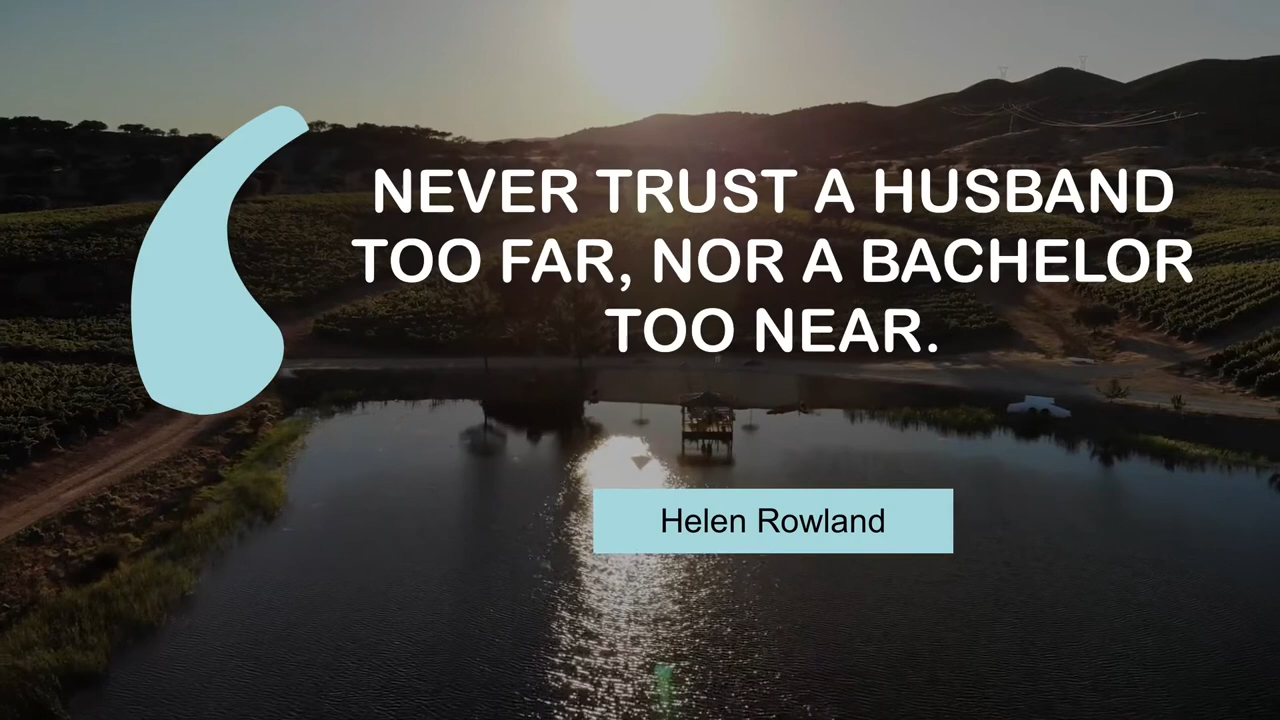 NEVER TRUST A HUSBAND
TOO FAR, NOR A BACHELOR
TOO NEAR.
Helen Rowland